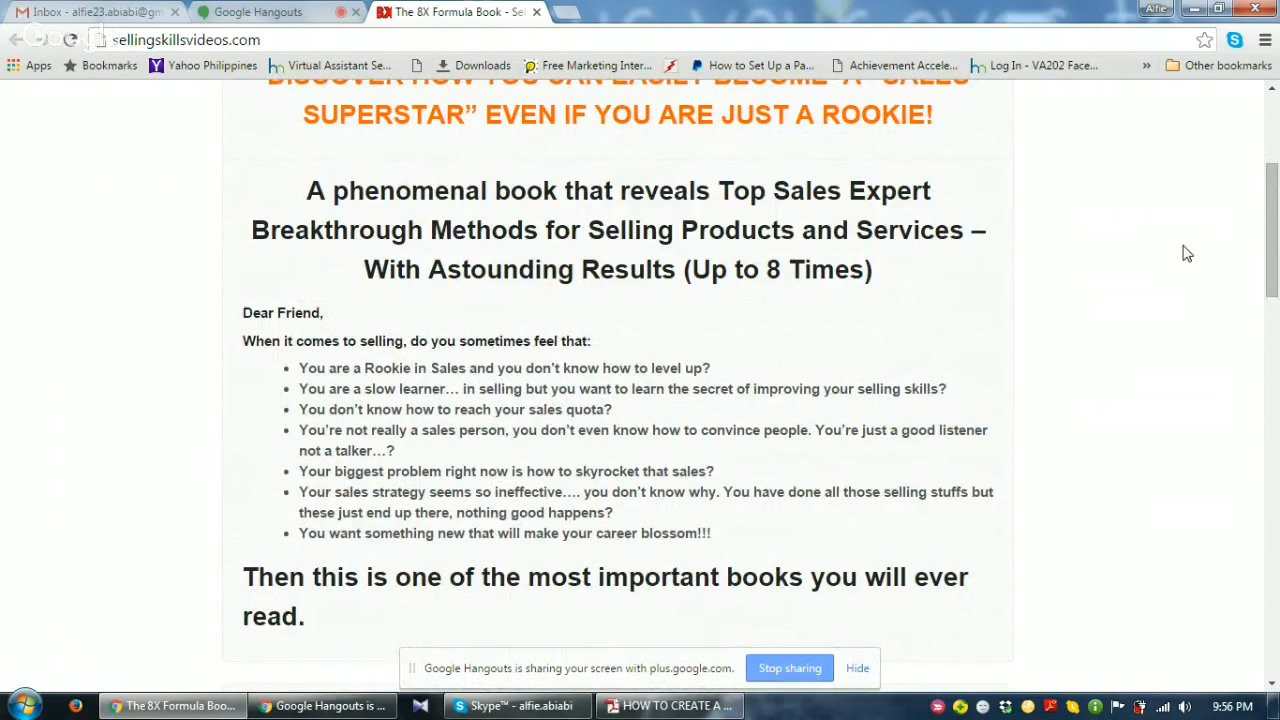 Inbox - alfie23.abiabi@gm
Google Hangouts
The 8X Formula Book - Sel
Alfie
sellingskillsvideos.com
Apps
Bookmarks
Yahoo Philippines
Virtual Assistant Se...
Downloads
Free Marketing Inter...
How to Set Up a Pa...
Achievement Accele...
Log In - VA202 Face...
»
Other bookmarks
DISCOVER HOW YOU CAN EASILY BECOME A "SALES
SUPERSTAR” EVEN IF YOU ARE JUST A ROOKIE!
A phenomenal book that reveals Top Sales Expert
Breakthrough Methods for Selling Products and Services –
With Astounding Results (Up to 8 Times)
Dear Friend,
When it comes to selling, do you sometimes feel that:
• You are a Rookie in Sales and you don’t know how to level up?
• You are a slow learner… in selling but you want to learn the secret of improving your selling skills?
• You don’t know how to reach your sales quota?
• You’re not really a sales person, you don’t even know how to convince people. You’re just a good listener
not a talker…?
• Your biggest problem right now is how to skyrocket that sales?
• Your sales strategy seems so ineffective…. you don’t know why. You have done all those selling stuffs but
these just end up there, nothing good happens?
• You want something new that will make your career blossom!!!
Then this is one of the most important books you will ever
read.
Google Hangouts is sharing your screen with plus.google.com.
Stop sharing
Hide
The 8X Formula Boo...
Google Hangouts is ...
Skype™ - alfie.abiabi
HOW TO CREATE A ...
9:56 PM